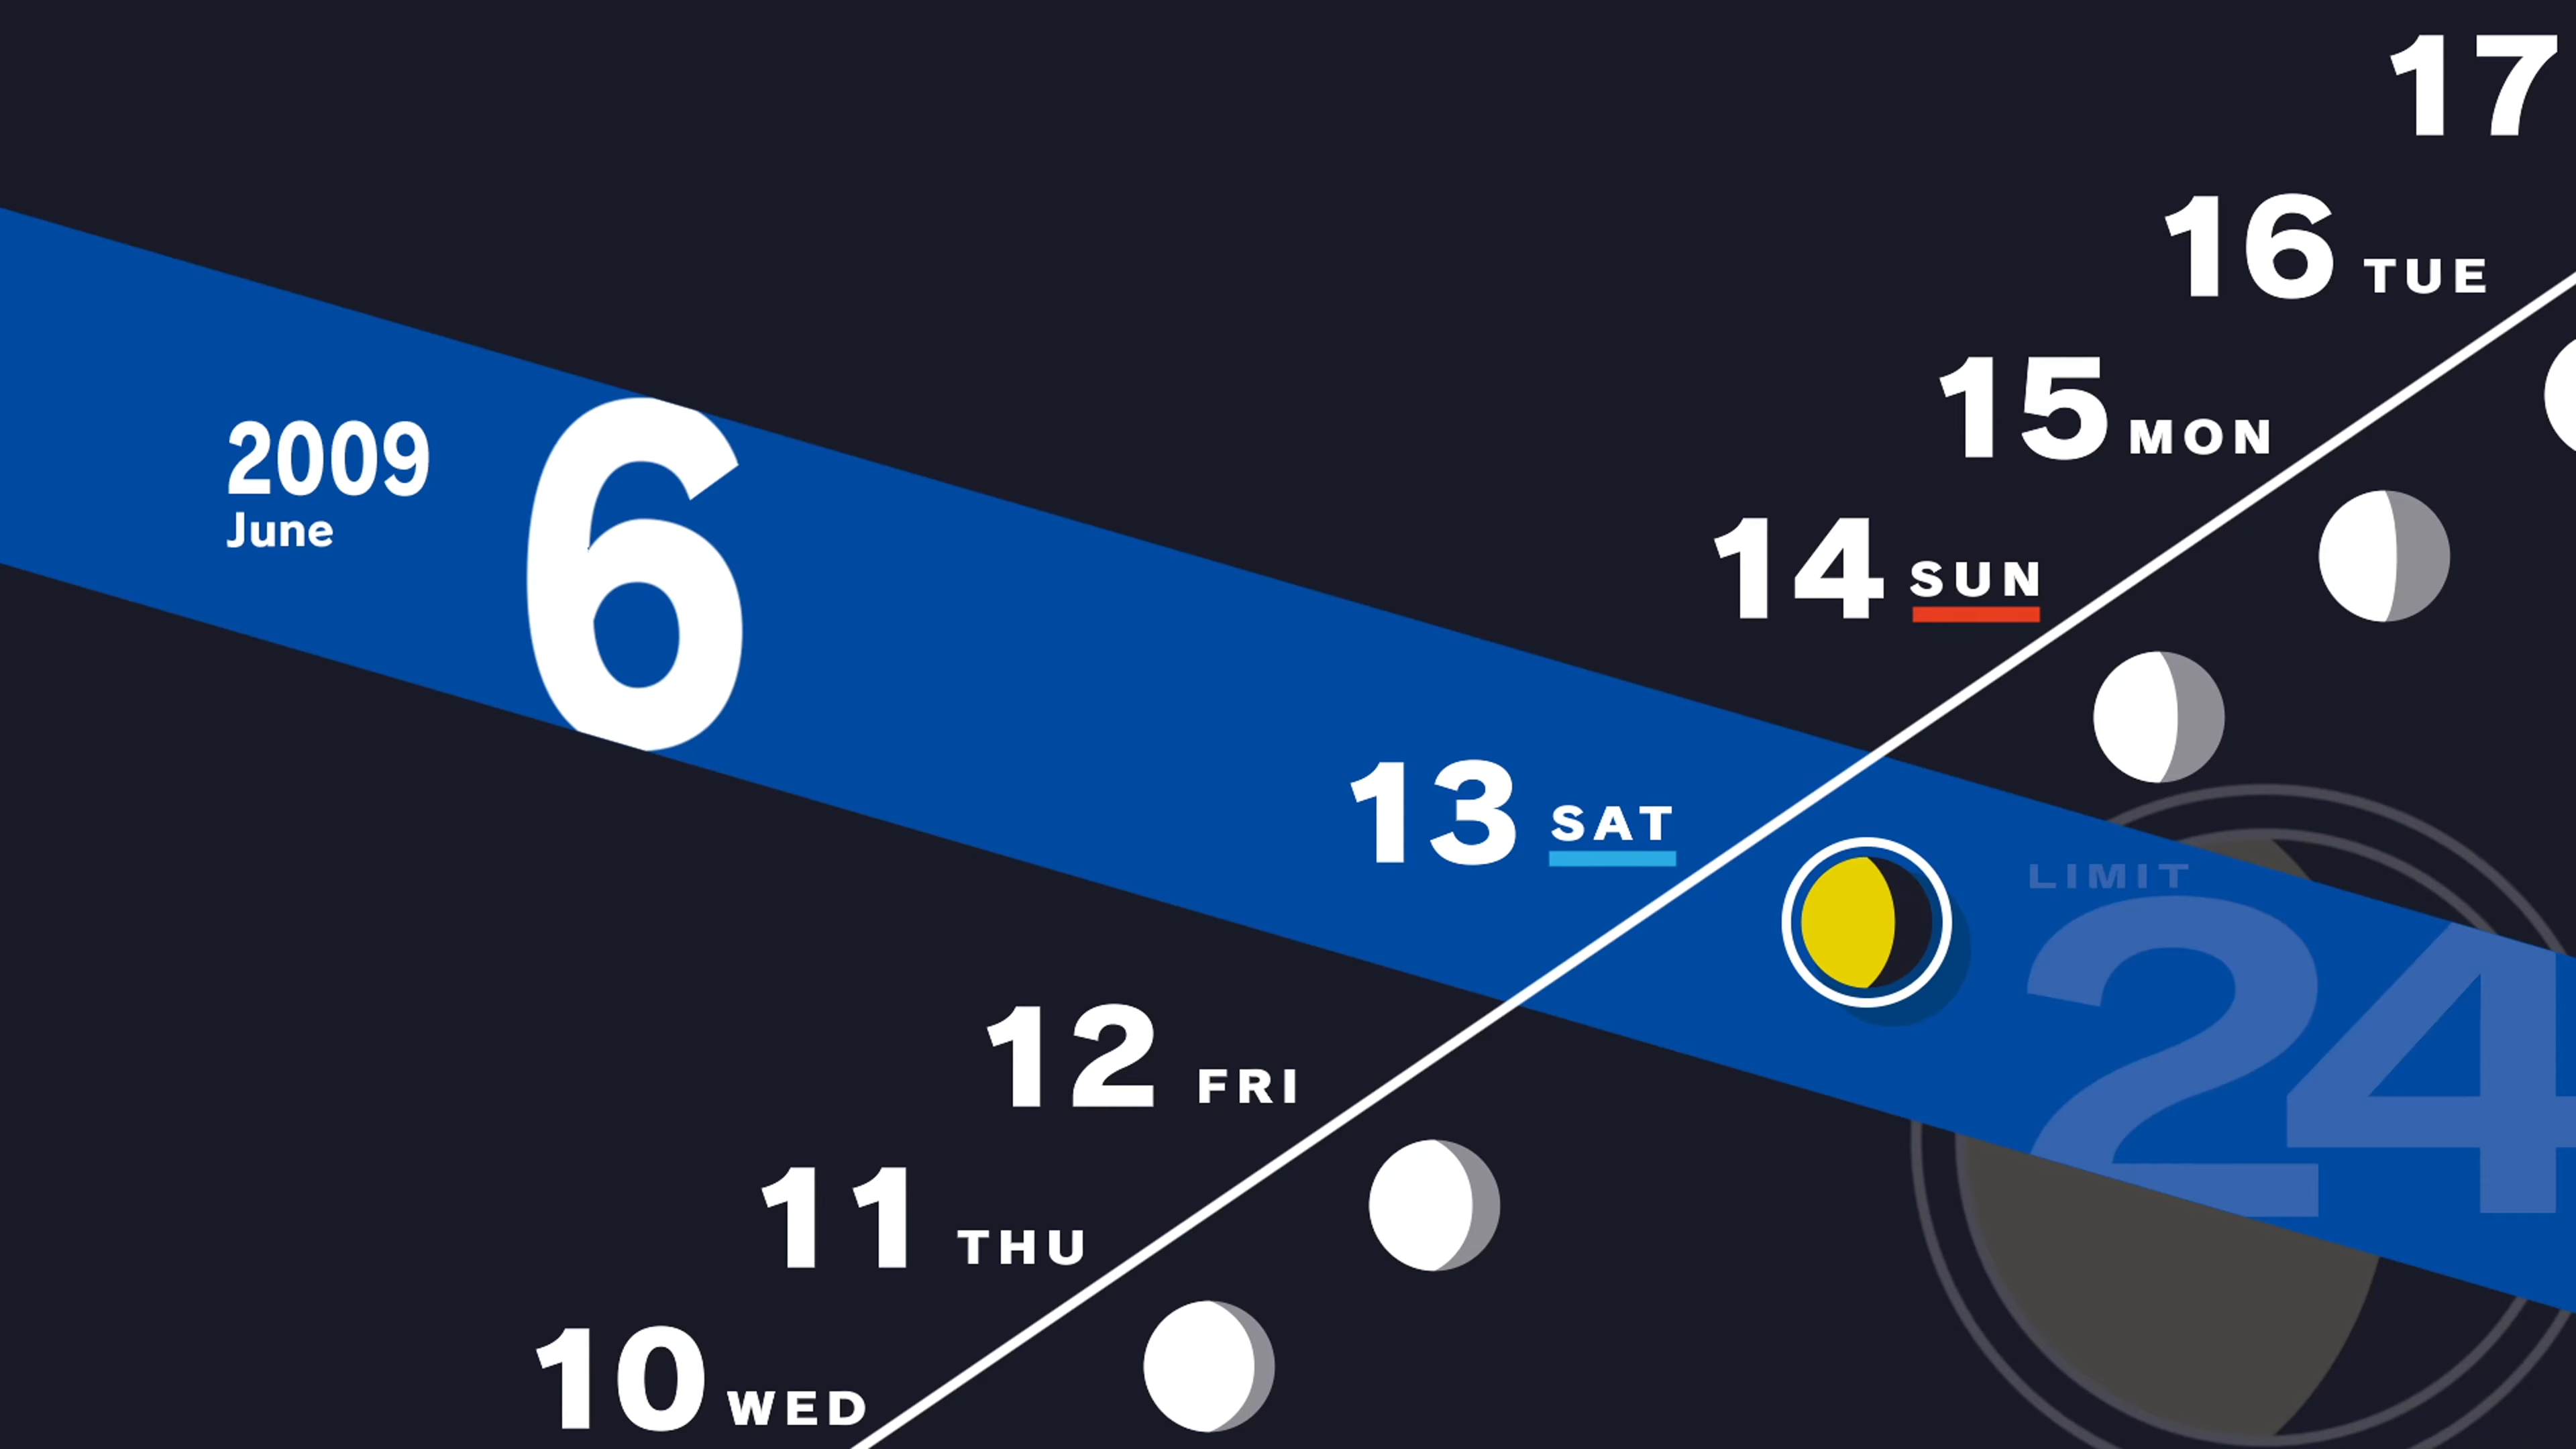 17
16 TUE
15 MON
2009
June
6
14 SUN
13 SAT
LIMIT
24
12 FRI
11 THU
10 WED